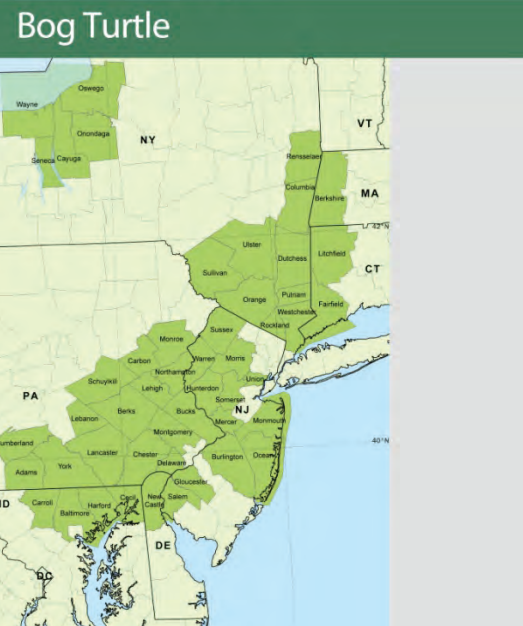 Bog Turtle
Oswego
Wayne
Onondaga
VT
NY
Seneca Cayuga
Rensselaer
Columbia
Berkshire
MA
42°N
Ulster
Litchfield
Dutchess
CT
Sullivan
Putnam
Orange
Fairfield
Westchester
Rockland
Sussex
Monroe
Carbon
Warren Morris
Northampton
Union
Schuylkill
Lehigh
Hunterdon
PA
Somerset
Berks
Bucks
NJ
Lebanon
Mercer
Monmouth
Montgomery
umberland
40°N
Lancaster
Chester
Burlington
Ocean
York
Delaware
Adams
Gloucester
Carroll
Harford
Cecil
New
Castle
Salem
ID
Baltimore
DE
DC